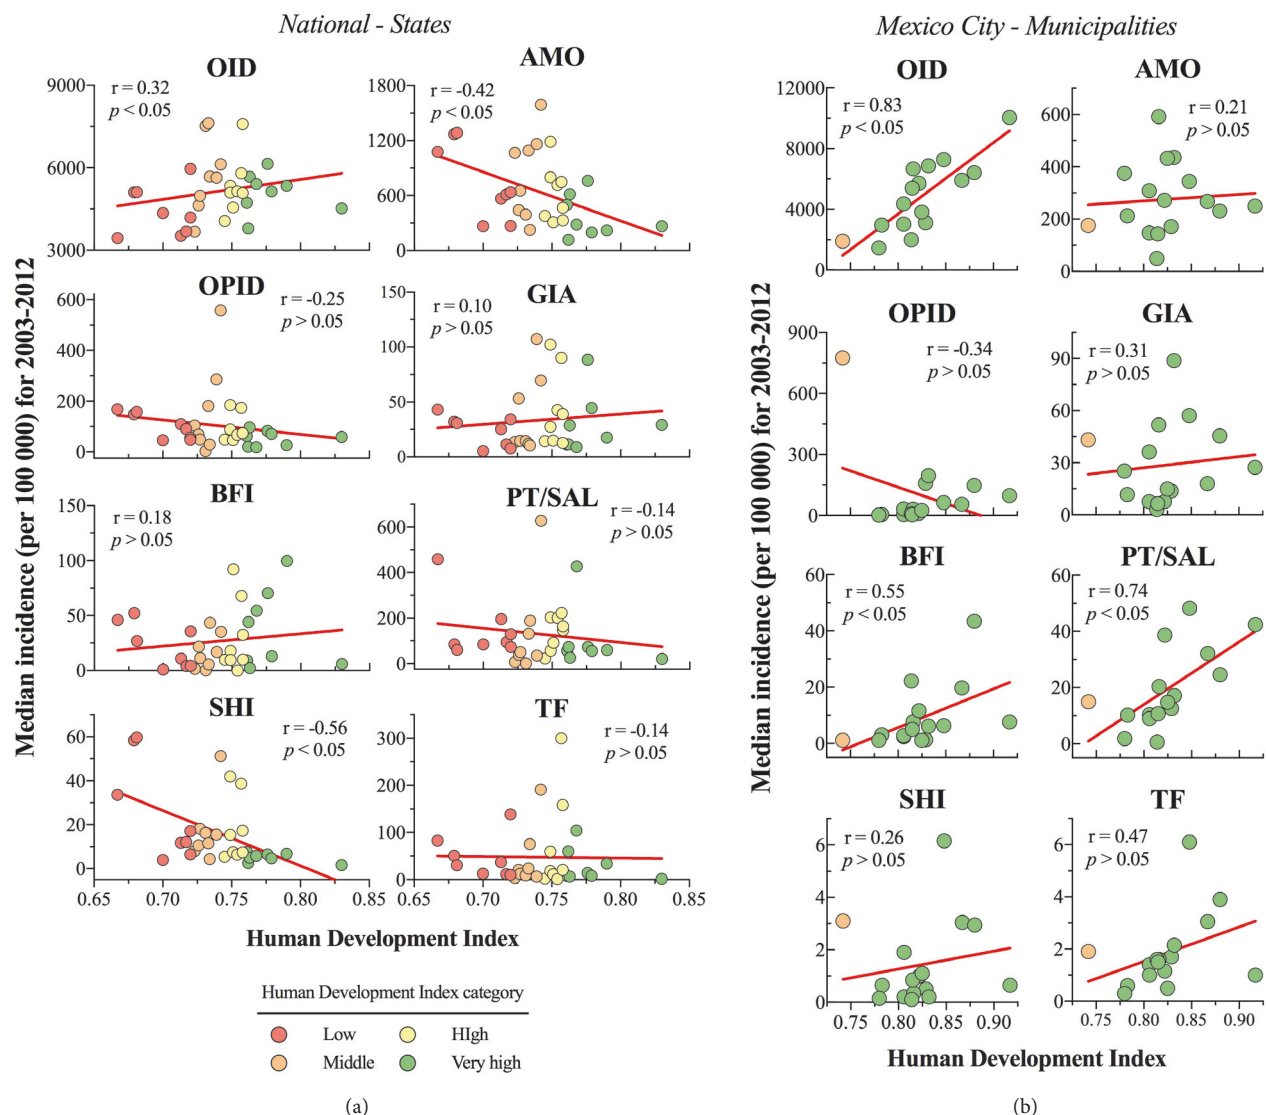 National - States
OID
r = 0.32
p < 0.05
9000
6000
3000
AMO
r = -0.42
p < 0.05
1800
1200
600
0
OPID
r = -0.25
p > 0.05
600
400
200
0
GIA
r = 0.10
p > 0.05
150
100
50
0
BFI
r = 0.18
p > 0.05
150
100
50
0
PT/SAL
r = -0.14
p > 0.05
600
400
200
0
SHI
r = -0.56
p < 0.05
60
40
20
0
0.65
0.70
0.75
0.80
0.85
TF
r = -0.14
p > 0.05
300
200
100
0
0.65
0.70
0.75
0.80
0.85
Median incidence (per 100 000) for 2003-2012
Human Development Index
Human Development Index category
Low
HIgh
Middle
Very high
(a)
Mexico City - Municipalities
OID
r = 0.83
p < 0.05
12000
8000
4000
0
AMO
r = 0.21
p > 0.05
600
400
200
0
OPID
r = -0.34
p > 0.05
900
600
300
0
GIA
r = 0.31
p > 0.05
90
60
30
0
BFI
r = 0.55
p < 0.05
60
40
20
0
PT/SAL
r = 0.74
p < 0.05
60
40
20
0
SHI
r = 0.26
p > 0.05
6
4
2
0
0.75
0.80
0.85
0.90
TF
r = 0.47
p > 0.05
6
4
2
0
0.75
0.80
0.85
0.90
Median incidence (per 100 000) for 2003-2012
Human Development Index
(b)